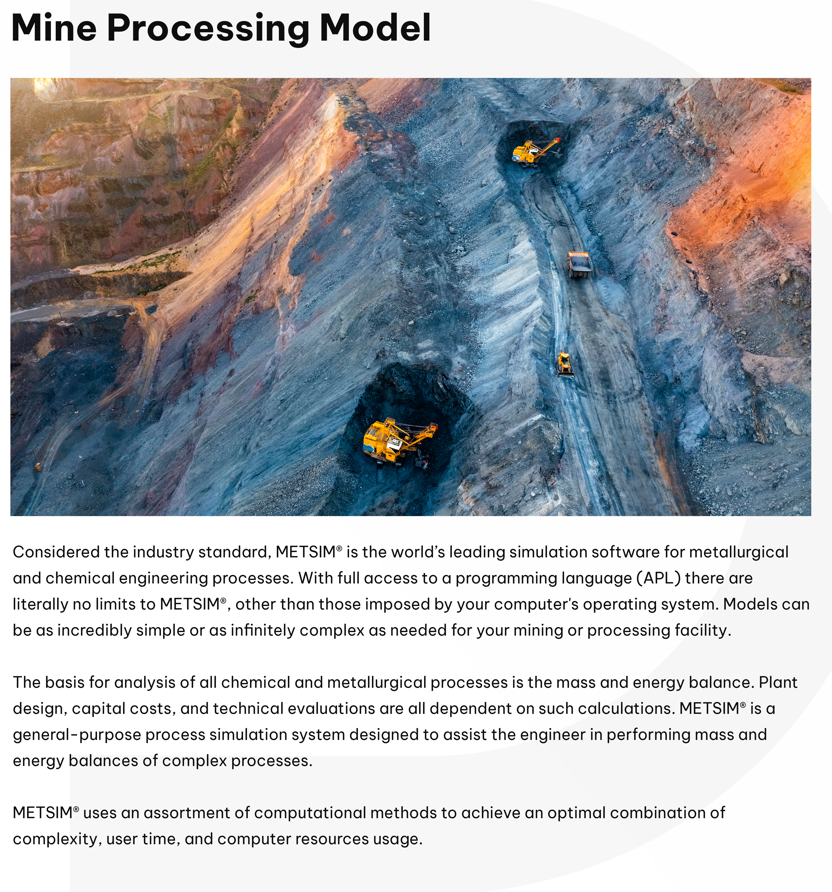 Mine Processing Model
Considered the industry standard, METSIM® is the world’s leading simulation software for metallurgical
and chemical engineering processes. With full access to a programming language (APL) there are
literally no limits to METSIM®, other than those imposed by your computer's operating system. Models can
be as incredibly simple or as infinitely complex as needed for your mining or processing facility.
The basis for analysis of all chemical and metallurgical processes is the mass and energy balance. Plant
design, capital costs, and technical evaluations are all dependent on such calculations. METSIM® is a
general-purpose process simulation system designed to assist the engineer in performing mass and
energy balances of complex processes.
METSIM® uses an assortment of computational methods to achieve an optimal combination of
complexity, user time, and computer resources usage.